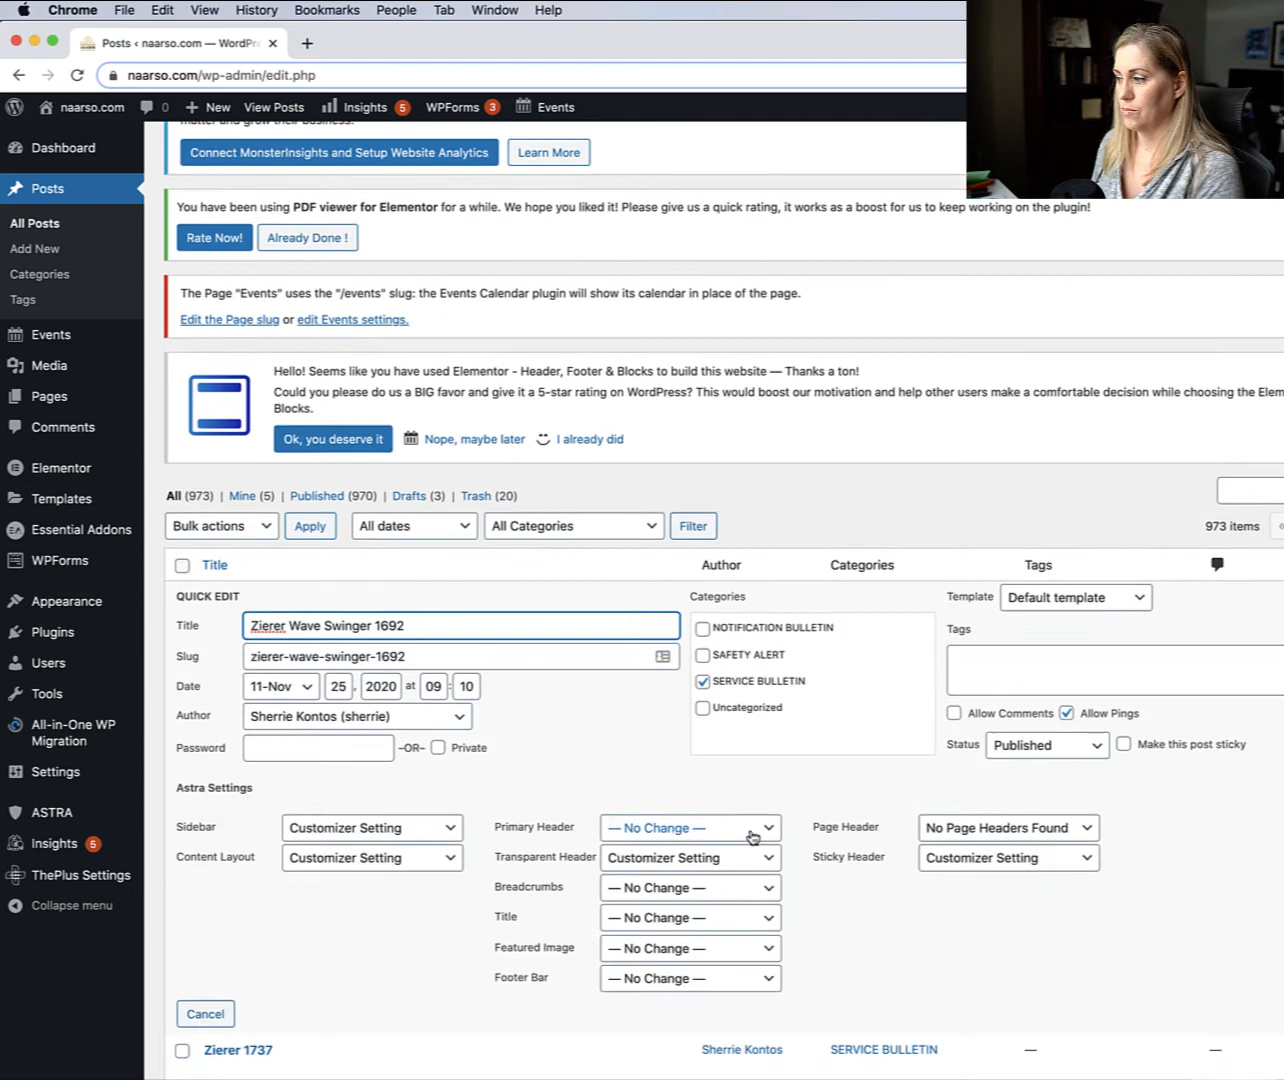 Chrome File Edit View History Bookmarks People Tab Window Help
Posts ‹ naarso.com — WordPre
naarso.com/wp-admin/edit.php
naarso.com 0 New View Posts Insights 5 WPForms 3 Events
matter and grow their business.
Connect MonsterInsights and Setup Website Analytics Learn More
You have been using PDF viewer for Elementor for a while. We hope you liked it! Please give us a quick rating, it works as a boost for us to keep working on the plugin!
Rate Now! Already Done !
The Page "Events" uses the "/events" slug: the Events Calendar plugin will show its calendar in place of the page.
Edit the Page slug or edit Events settings.
Hello! Seems like you have used Elementor - Header, Footer & Blocks to build this website — Thanks a ton!
Could you please do us a BIG favor and give it a 5-star rating on WordPress? This would boost our motivation and help other users make a comfortable decision while choosing the Elem
Blocks.
Ok, you deserve it Nope, maybe later I already did
Dashboard
Posts
All Posts
Add New
Categories
Tags
Events
Media
Pages
Comments
Elementor
Templates
Essential Addons
WPForms
Appearance
Plugins
Users
Tools
All-in-One WP
Migration
Settings
ASTRA
Insights 5
ThePlus Settings
Collapse menu
All (973) | Mine (5) | Published (970) | Drafts (3) | Trash (20)
Bulk actions Apply All dates All Categories Filter 973 items
Title Author Categories Tags
QUICK EDIT
Title Zierer Wave Swinger 1692
Slug zierer-wave-swinger-1692
Date 11-Nov 25 , 2020 at 09 : 10
Author Sherrie Kontos (sherrie)
Password –OR– Private
Categories
NOTIFICATION BULLETIN
SAFETY ALERT
SERVICE BULLETIN
Uncategorized
Template Default template
Tags
Allow Comments Allow Pings
Status Published Make this post sticky
Astra Settings
Sidebar Customizer Setting
Content Layout Customizer Setting
Primary Header — No Change —
Transparent Header Customizer Setting
Breadcrumbs — No Change —
Title — No Change —
Featured Image — No Change —
Footer Bar — No Change —
Page Header No Page Headers Found
Sticky Header Customizer Setting
Cancel
Zierer 1737 Sherrie Kontos SERVICE BULLETIN — —